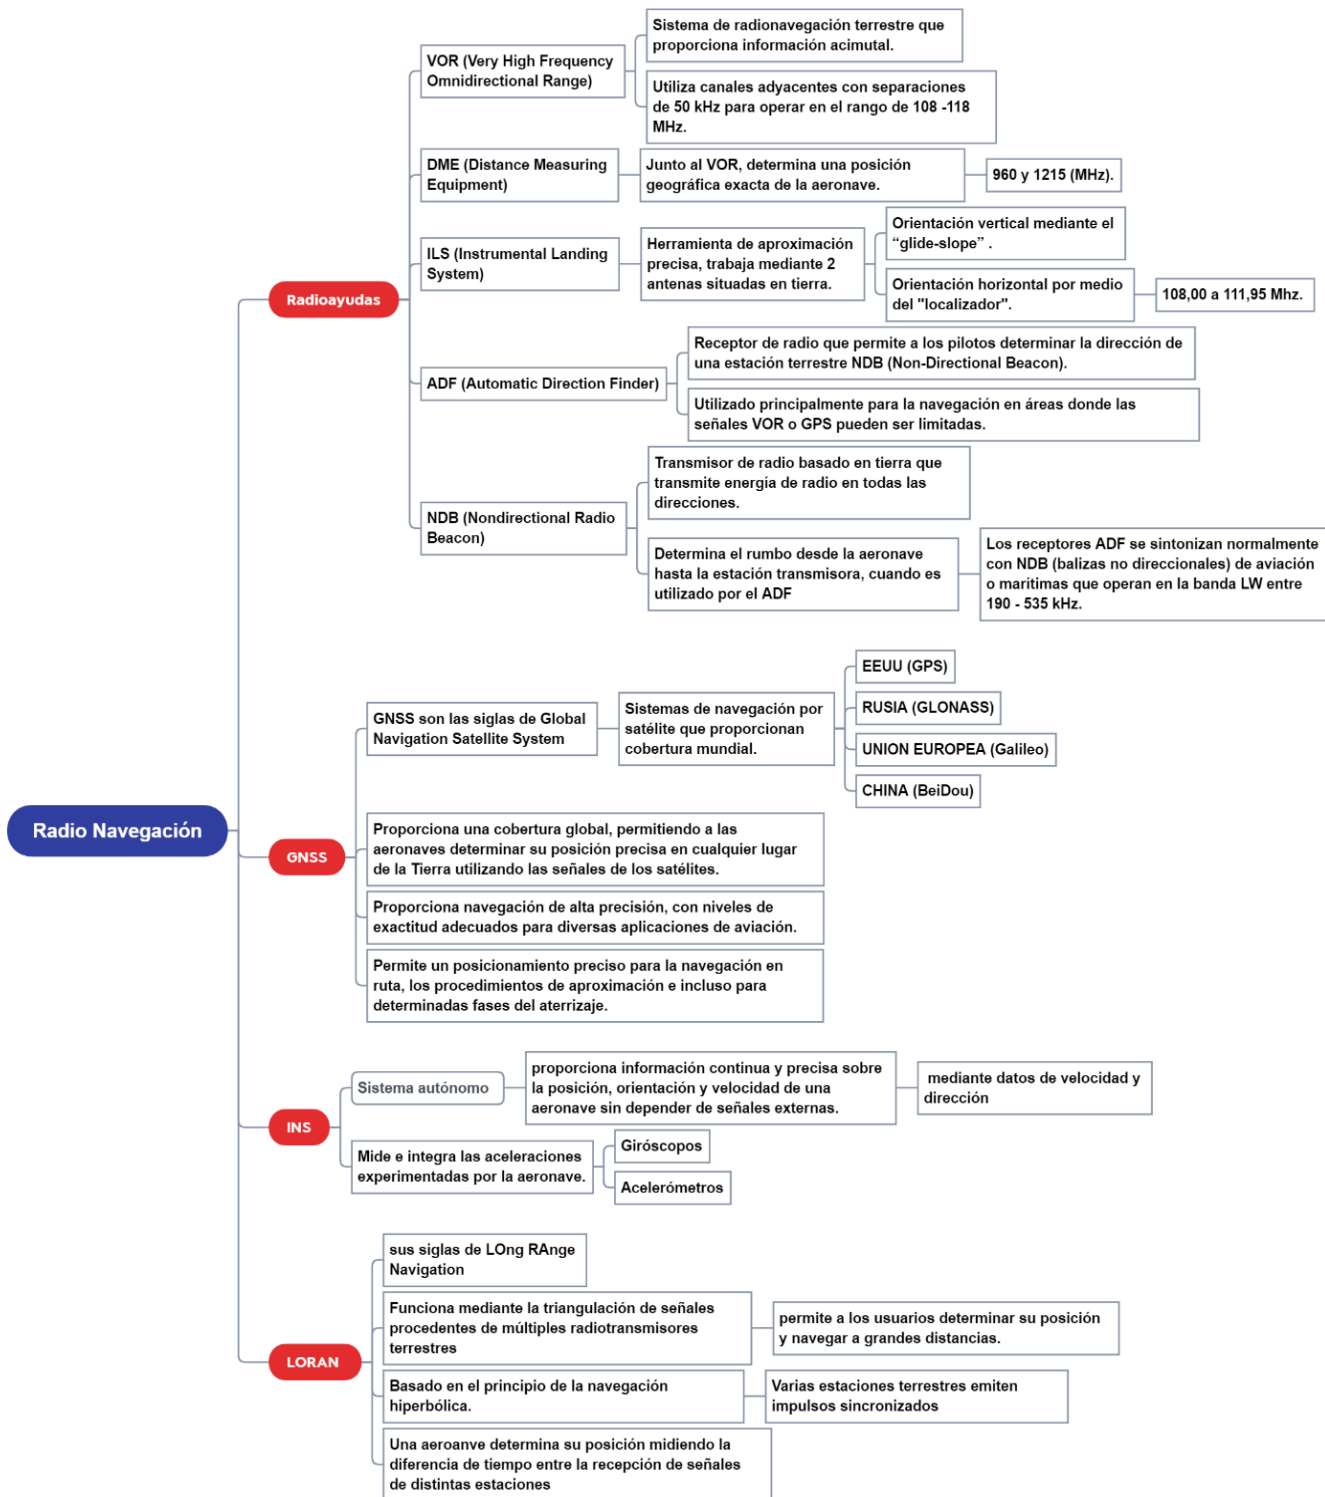 Radio Navegación
Radioayudas
VOR (Very High Frequency
Omnidirectional Range)
Sistema de radionavegación terrestre que
proporciona información acimutal.
Utiliza canales adyacentes con separaciones
de 50 kHz para operar en el rango de 108 -118
MHz.
DME (Distance Measuring
Equipment)
Junto al VOR, determina una posición
geográfica exacta de la aeronave.
960 y 1215 (MHz).
ILS (Instrumental Landing
System)
Herramienta de aproximación
precisa, trabaja mediante 2
antenas situadas en tierra.
Orientación vertical mediante el
“glide-slope” .
Orientación horizontal por medio
del "localizador".
108,00 a 111,95 Mhz.
ADF (Automatic Direction Finder)
Receptor de radio que permite a los pilotos determinar la dirección de
una estación terrestre NDB (Non-Directional Beacon).
Utilizado principalmente para la navegación en áreas donde las
señales VOR o GPS pueden ser limitadas.
NDB (Nondirectional Radio
Beacon)
Transmisor de radio basado en tierra que
transmite energía de radio en todas las
direcciones.
Determina el rumbo desde la aeronave
hasta la estación transmisora, cuando es
utilizado por el ADF
Los receptores ADF se sintonizan normalmente
con NDB (balizas no direccionales) de aviación
o marítimas que operan en la banda LW entre
190 - 535 kHz.
GNSS
GNSS son las siglas de Global
Navigation Satellite System
Sistemas de navegación por
satélite que proporcionan
cobertura mundial.
EEUU (GPS)
RUSIA (GLONASS)
UNION EUROPEA (Galileo)
CHINA (BeiDou)
Proporciona una cobertura global, permitiendo a las
aeronaves determinar su posición precisa en cualquier lugar
de la Tierra utilizando las señales de los satélites.
Proporciona navegación de alta precisión, con niveles de
exactitud adecuados para diversas aplicaciones de aviación.
Permite un posicionamiento preciso para la navegación en
ruta, los procedimientos de aproximación e incluso para
determinadas fases del aterrizaje.
INS
Sistema autónomo
proporciona información continua y precisa sobre
la posición, orientación y velocidad de una
aeronave sin depender de señales externas.
mediante datos de velocidad y
dirección
Mide e integra las aceleraciones
experimentadas por la aeronave.
Giróscopos
Acelerómetros
LORAN
sus siglas de LOng RAnge
Navigation
Funciona mediante la triangulación de señales
procedentes de múltiples radiotransmisores
terrestres
permite a los usuarios determinar su posición
y navegar a grandes distancias.
Basado en el principio de la navegación
hiperbólica.
Varias estaciones terrestres emiten
impulsos sincronizados
Una aeroanve determina su posición midiendo la
diferencia de tiempo entre la recepción de señales
de distintas estaciones